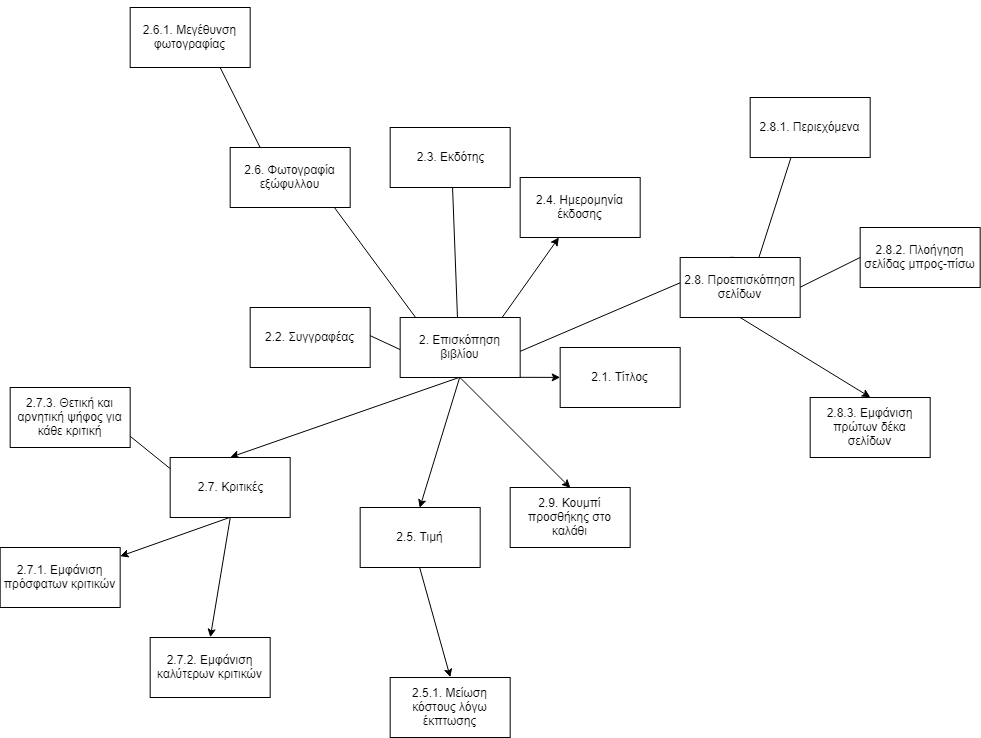 2.6.1. Μεγέθυνση
φωτογραφίας
2.8.1. Περιεχόμενα
2.3. Εκδότης
2.6. Φωτογραφία
εξώφυλλου
2.4. Ημερομηνία
έκδοσης
2.8.2. Πλοήγηση
σελίδας μπρος-πίσω
2.8. Προεπισκόπηση
σελίδων
2.2. Συγγραφέας
2. Επισκόπηση
βιβλίου
2.1. Τίτλος
2.7.3. Θετική και
αρνητική ψήφος για
κάθε κριτική
2.8.3. Εμφάνιση
πρώτων δέκα
σελίδων
2.7. Κριτικές
2.9. Κουμπί
προσθήκης στο
καλάθι
2.5. Τιμή
2.7.1. Εμφάνιση
πρόσφατων κριτικών
2.7.2. Εμφάνιση
καλύτερων κριτικών
2.5.1. Μείωση
κόστους λόγω
έκπτωσης